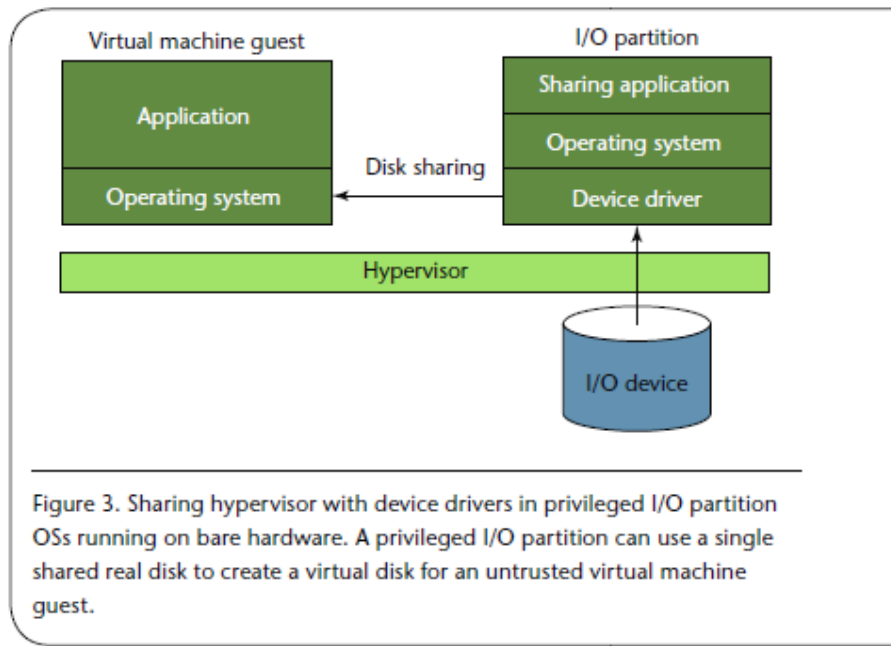 Virtual machine guest
I/O partition
Application
Operating system
Disk sharing
Sharing application
Operating system
Device driver
Hypervisor
I/O device
Figure 3. Sharing hypervisor with device drivers in privileged I/O partition
OSs running on bare hardware. A privileged I/O partition can use a single
shared real disk to create a virtual disk for an untrusted virtual machine
guest.